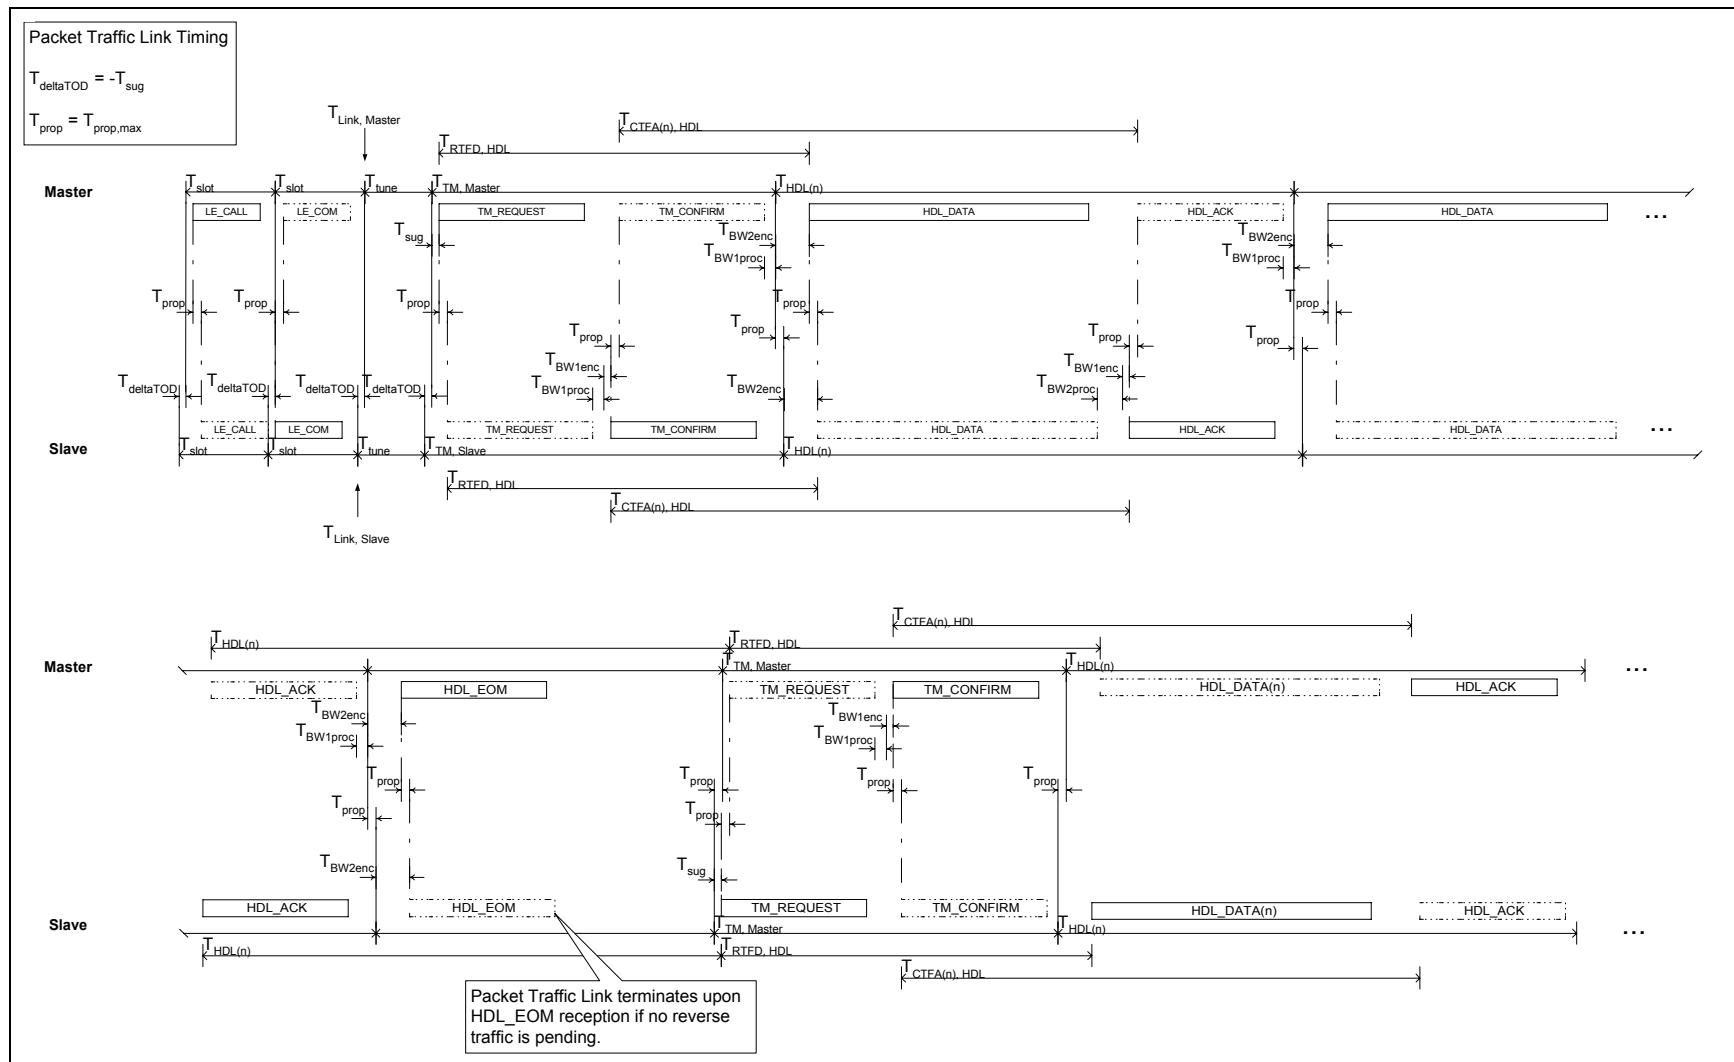 Packet Traffic Link Timing
TdeltaTOD = -Tsug
Tprop = Tprop,max
TLink, Master
TCTFA(n), HDL
TRTFD, HDL
Master
Tslot Tslot Ttune TTM, Master THDL(n)
LE_CALL LE_COM TM_REQUEST TM_CONFIRM HDL_DATA HDL_ACK HDL_DATA ...
Tsug TBW2enc TBW2enc
TBW1proc TBW1proc
Tprop Tprop Tprop Tprop Tprop
Tprop Tprop Tprop Tprop
TBW1enc TBW1enc
TdeltaTOD TdeltaTOD TdeltaTOD TdeltaTOD TBW1proc TBW2enc TBW2proc
LE_CALL LE_COM TM_REQUEST TM_CONFIRM HDL_DATA HDL_ACK HDL_DATA ...
Slave
Tslot Tslot Ttune TTM, Slave THDL(n)
TRTFD, HDL
TCTFA(n), HDL
TLink, Slave
TCTFA(n), HDL
THDL(n) TRTFD, HDL
Master
TTM, Master THDL(n) ...
HDL_ACK HDL_EOM TM_REQUEST TM_CONFIRM HDL_DATA(n) HDL_ACK
TBW2enc TBW1enc
TBW1proc TBW1proc
Tprop Tprop Tprop Tprop
Tprop Tprop
TBW2enc Tsug
HDL_ACK HDL_EOM TM_REQUEST TM_CONFIRM HDL_DATA(n) HDL_ACK
Slave
TTM, Master THDL(n) ...
THDL(n) TRTFD, HDL
TCTFA(n), HDL
Packet Traffic Link terminates upon
HDL_EOM reception if no reverse
traffic is pending.